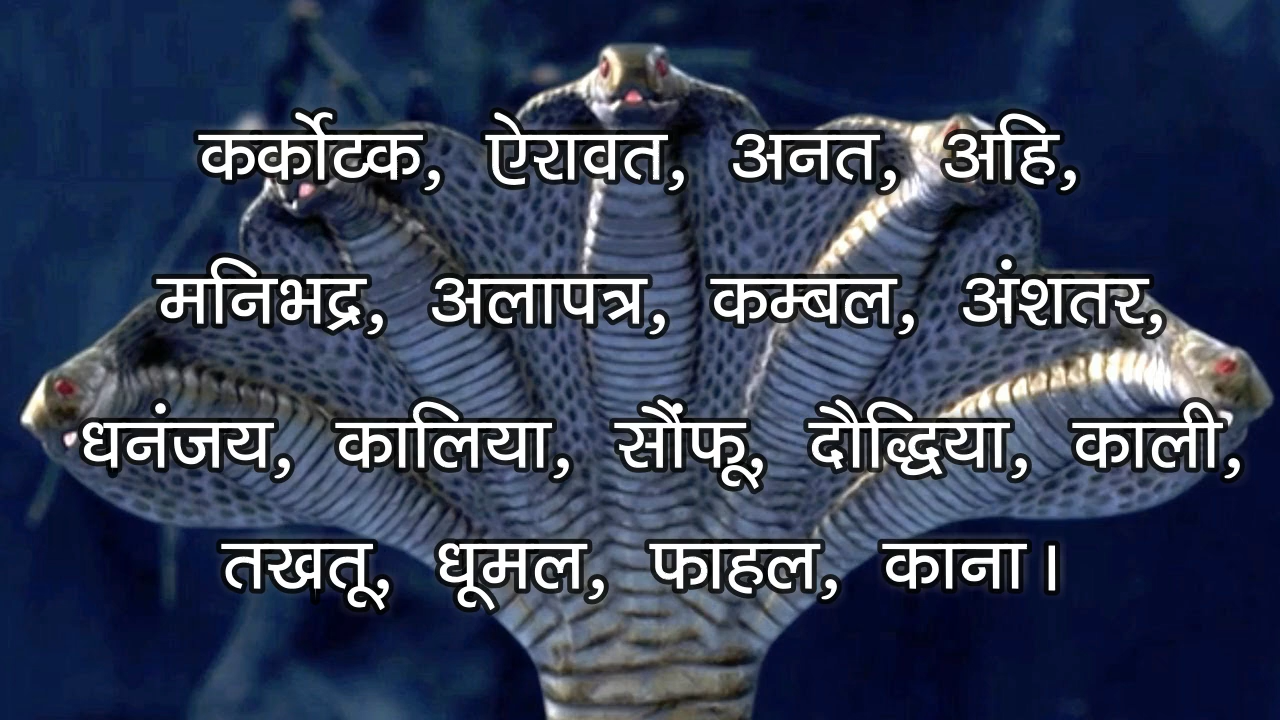 कर्कोटक, ऐरावत, अनत, अहि,
मनिभद्र, अलापत्र, कम्बल, अंशतर,
धनंजय, कालिया, सौंफू, दौद्धिया, काली,
तखतू, धूमल, फाहल, काना।